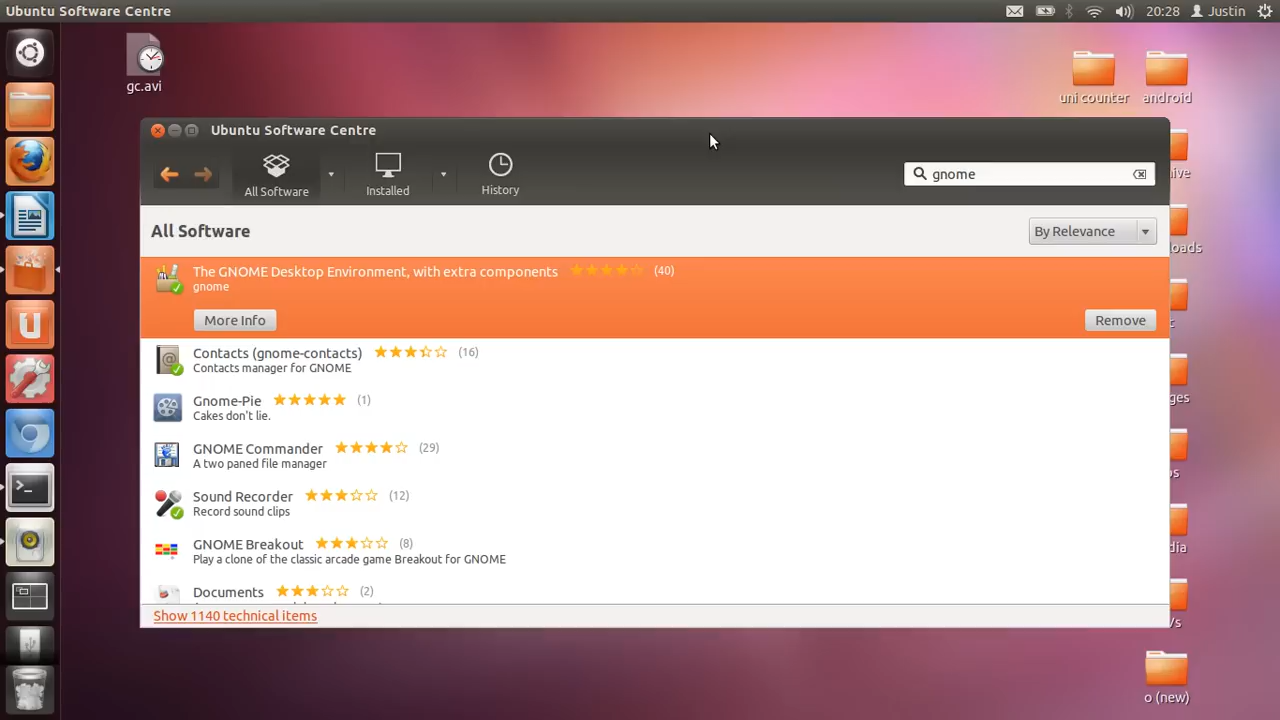 Ubuntu Software Centre
20:28
Justin
gc.avi
uni counter
android
Ubuntu Software Centre
All Software
Installed
History
gnome
All Software
By Relevance
The GNOME Desktop Environment, with extra components (40)
gnome
More Info
Remove
Contacts (gnome-contacts) (16)
Contacts manager for GNOME
Gnome-Pie (1)
Cakes don't lie.
GNOME Commander (29)
A two paned file manager
Sound Recorder (12)
Record sound clips
GNOME Breakout (8)
Play a clone of the classic arcade game Breakout for GNOME
Documents (2)
Show 1140 technical items
o (new)